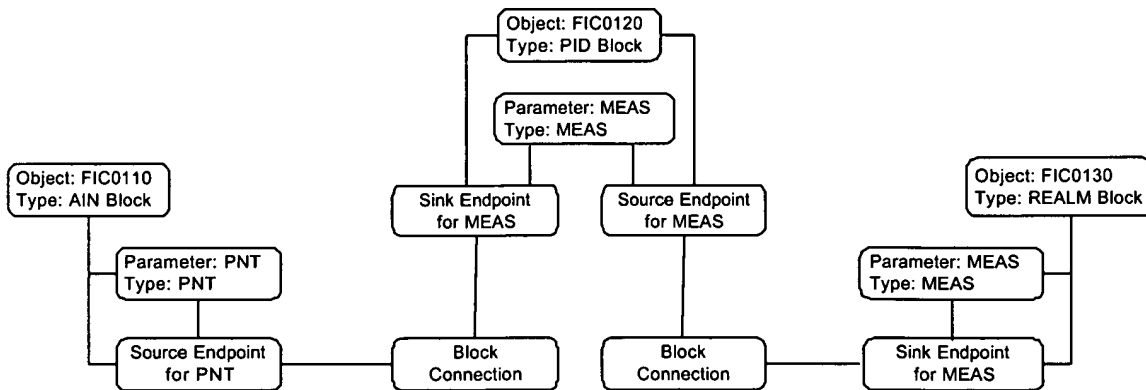 Object: FIC0120
Type: PID Block
Parameter: MEAS
Type: MEAS
Object: FIC0110
Type: AIN Block
Sink Endpoint
for MEAS
Source Endpoint
for MEAS
Object: FIC0130
Type: REALM Block
Parameter: PNT
Type: PNT
Parameter: MEAS
Type: MEAS
Source Endpoint
for PNT
Block
Connection
Block
Connection
Sink Endpoint
for MEAS